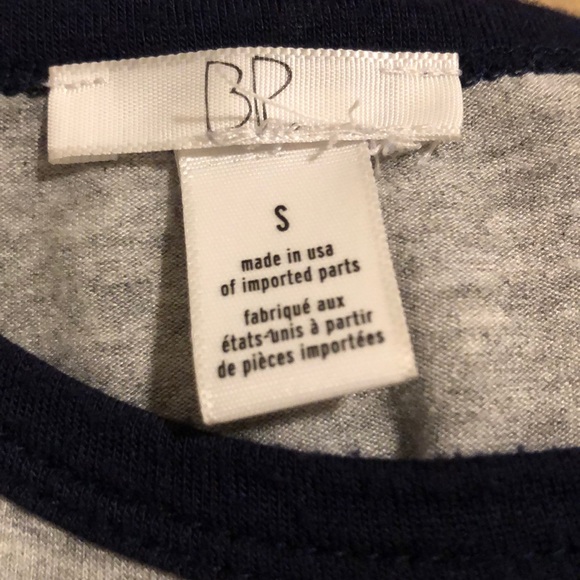 BP.
S
made in usa
of imported parts
fabriqué aux
états-unis à partir
de pièces importées